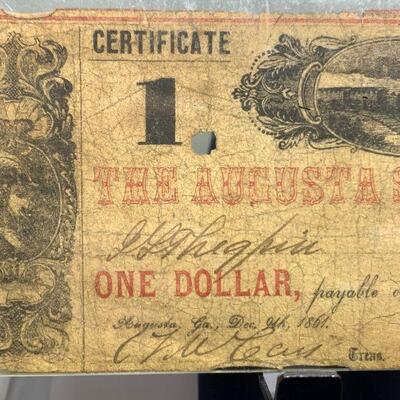 CERTIFICATE
1
THE AUGUSTA S
ONE DOLLAR, payable o
Augusta, Ga., Dec. 9th, 1861.
Treas.